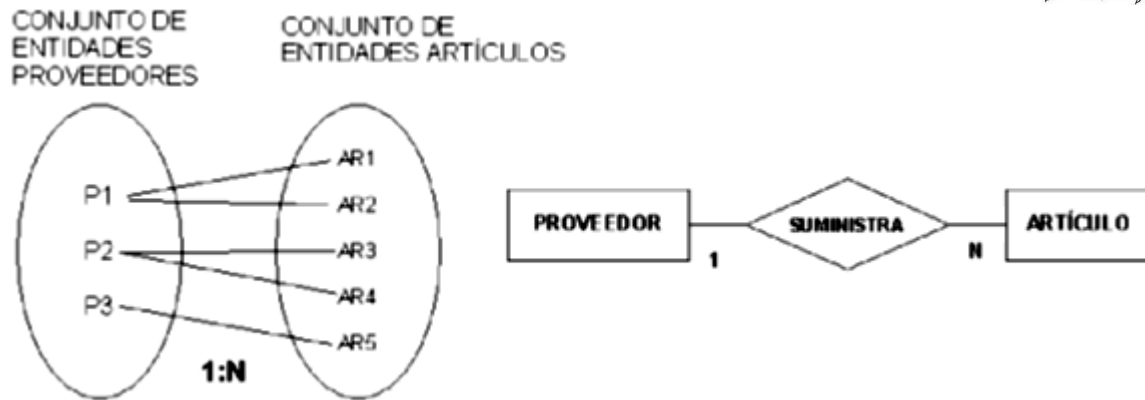 CONJUNTO DE
ENTIDADES
PROVEEDORES
CONJUNTO DE
ENTIDADES ARTÍCULOS
P1
P2
P3
AR1
AR2
AR3
AR4
AR5
1:N
PROVEEDOR
1
SUMINISTRA
N
ARTÍCULO